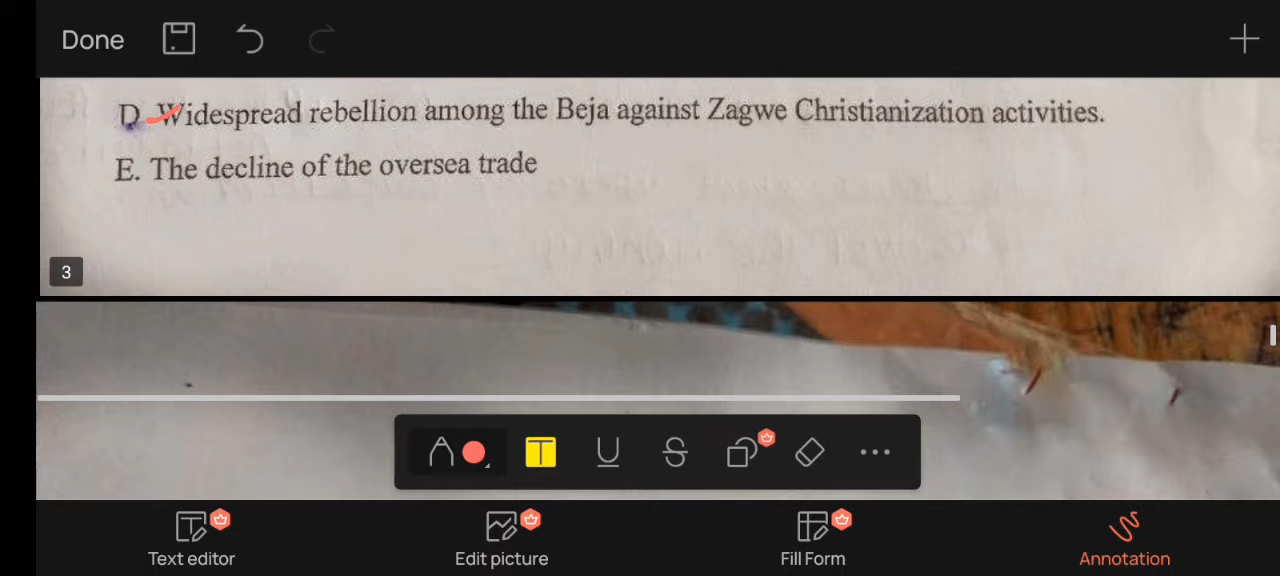 Done
D. Widespread rebellion among the Beja against Zagwe Christianization activities.
E. The decline of the oversea trade
3
T
U
S
Text editor
Edit picture
Fill Form
Annotation